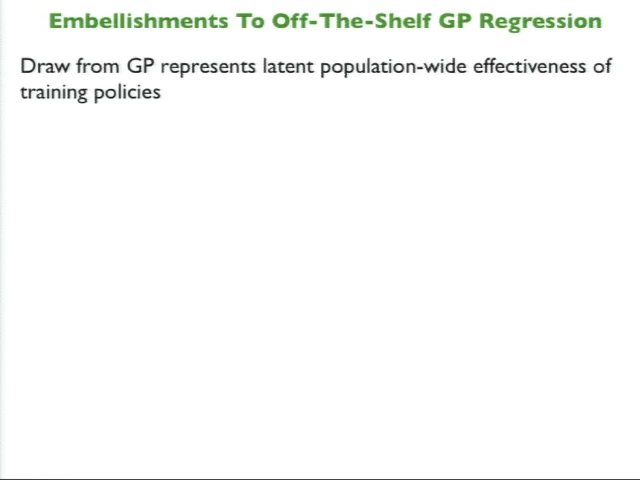 Embellishments To Off-The-Shelf GP Regression
Draw from GP represents latent population-wide effectiveness of
training policies